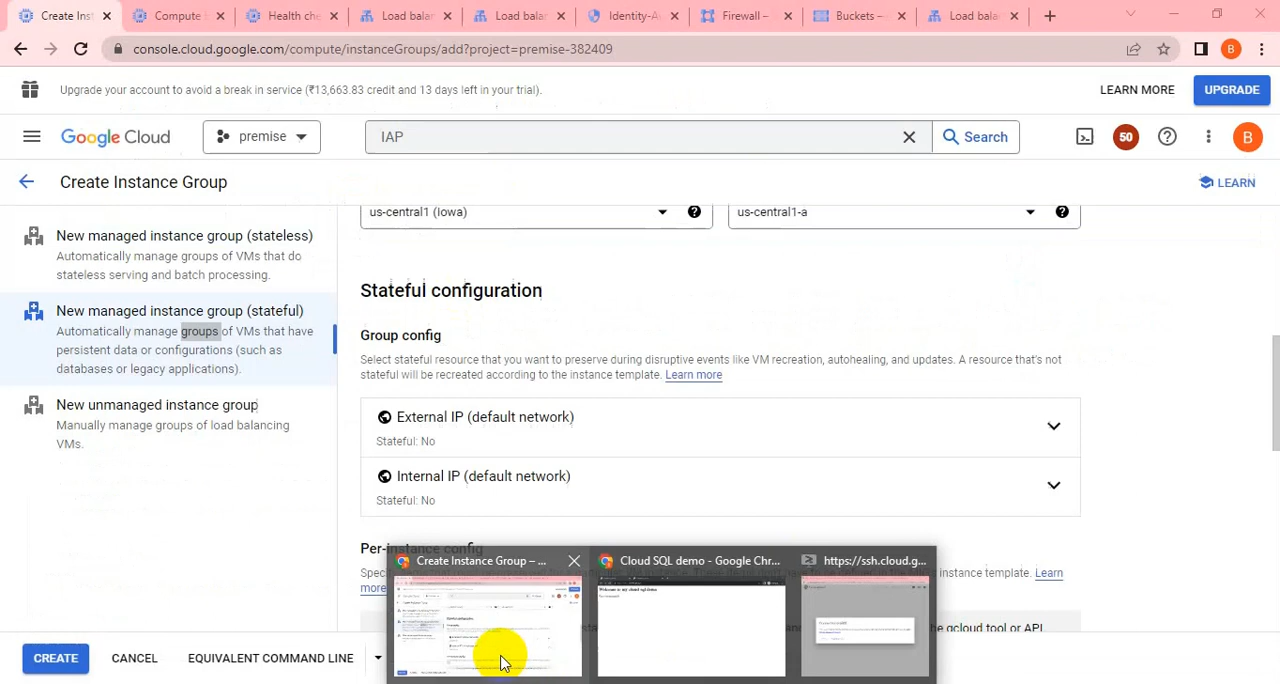 Create Inst
Compute
Health che
Load balan
Load balan
Identity-A
Firewall –
Buckets –
Load balan
console.cloud.google.com/compute/instanceGroups/add?project=premise-382409
B
Upgrade your account to avoid a break in service (₹13,663.83 credit and 13 days left in your trial).
LEARN MORE
UPGRADE
Google Cloud
premise
IAP
Search
50
B
Create Instance Group
LEARN
New managed instance group (stateless)
Automatically manage groups of VMs that do
stateless serving and batch processing.
New managed instance group (stateful)
Automatically manage groups of VMs that have
persistent data or configurations (such as
databases or legacy applications).
New unmanaged instance group
Manually manage groups of load balancing
VMs.
us-central1 (Iowa)
us-central1-a
Stateful configuration
Group config
Select stateful resource that you want to preserve during disruptive events like VM recreation, autohealing, and updates. A resource that's not
stateful will be recreated according to the instance template. Learn more
External IP (default network)
Stateful: No
Internal IP (default network)
Stateful: No
Per-instance config
instance template. Learn
more
the gcloud tool or API
Create Instance Group – ...
Cloud SQL demo - Google Chr...
https://ssh.cloud.g...
CREATE
CANCEL
EQUIVALENT COMMAND LINE